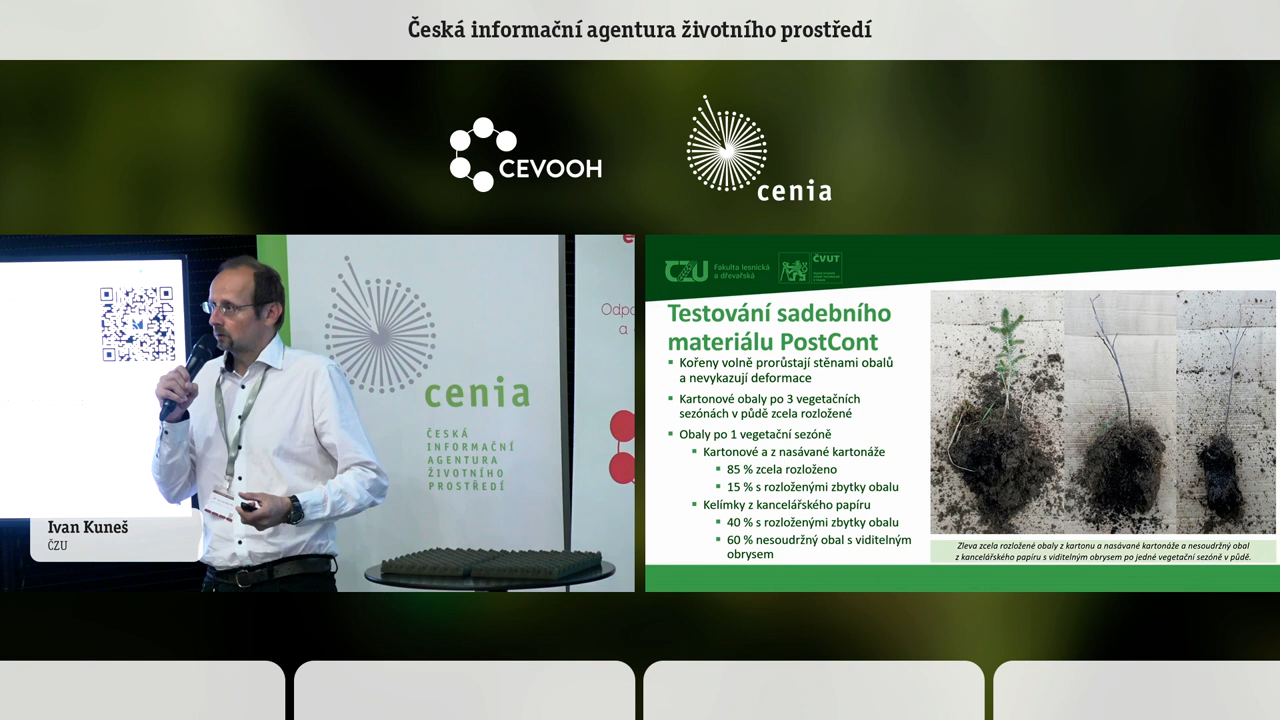 Česká informační agentura životního prostředí
CEVOOH
cenia
cenia
ČESKÁ
INFORMAČNÍ
AGENTURA
ŽIVOTNÍHO
PROSTŘEDÍ
Odpo
a
Ivan Kuneš
ČZU
CZU
Fakulta lesnická
a dřevařská
ČVUT
Testování sadebního
materiálu PostCont
Kořeny volně prorůstají stěnami obalů
a nevykazují deformace
Kartonové obaly po 3 vegetačních
sezónách v půdě zcela rozložené
Obaly po 1 vegetační sezóně
Kartonové a z nasávané kartonáže
85 % zcela rozloženo
15 % s rozloženými zbytky obalu
Kelímky z kancelářského papíru
40 % s rozloženými zbytky obalu
60 % nesoudržný obal s viditelným
obrysem
Zleva zcela rozložené obaly z kartonu a nasávané kartonáže a nesoudržný obal
z kancelářského papíru s viditelným obrysem po jedné vegetační sezóně v půdě.